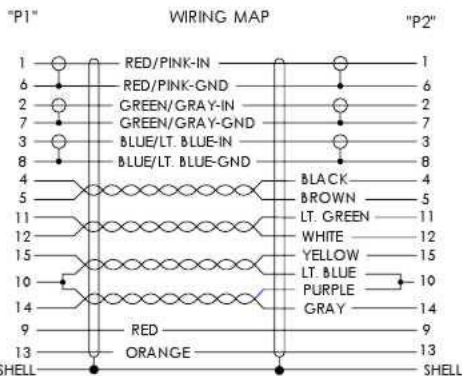 "P1" WIRING MAP "P2"
1 RED/PINK-IN 1
6 RED/PINK-GND 6
2 GREEN/GRAY-IN 2
7 GREEN/GRAY-GND 7
3 BLUE/LT. BLUE-IN 3
8 BLUE/LT. BLUE-GND 8
4 BLACK 4
5 BROWN 5
11 LT. GREEN 11
12 WHITE 12
15 YELLOW 15
LT. BLUE
10 10
PURPLE
14 GRAY 14
9 RED 9
13 ORANGE 13
SHELL SHELL